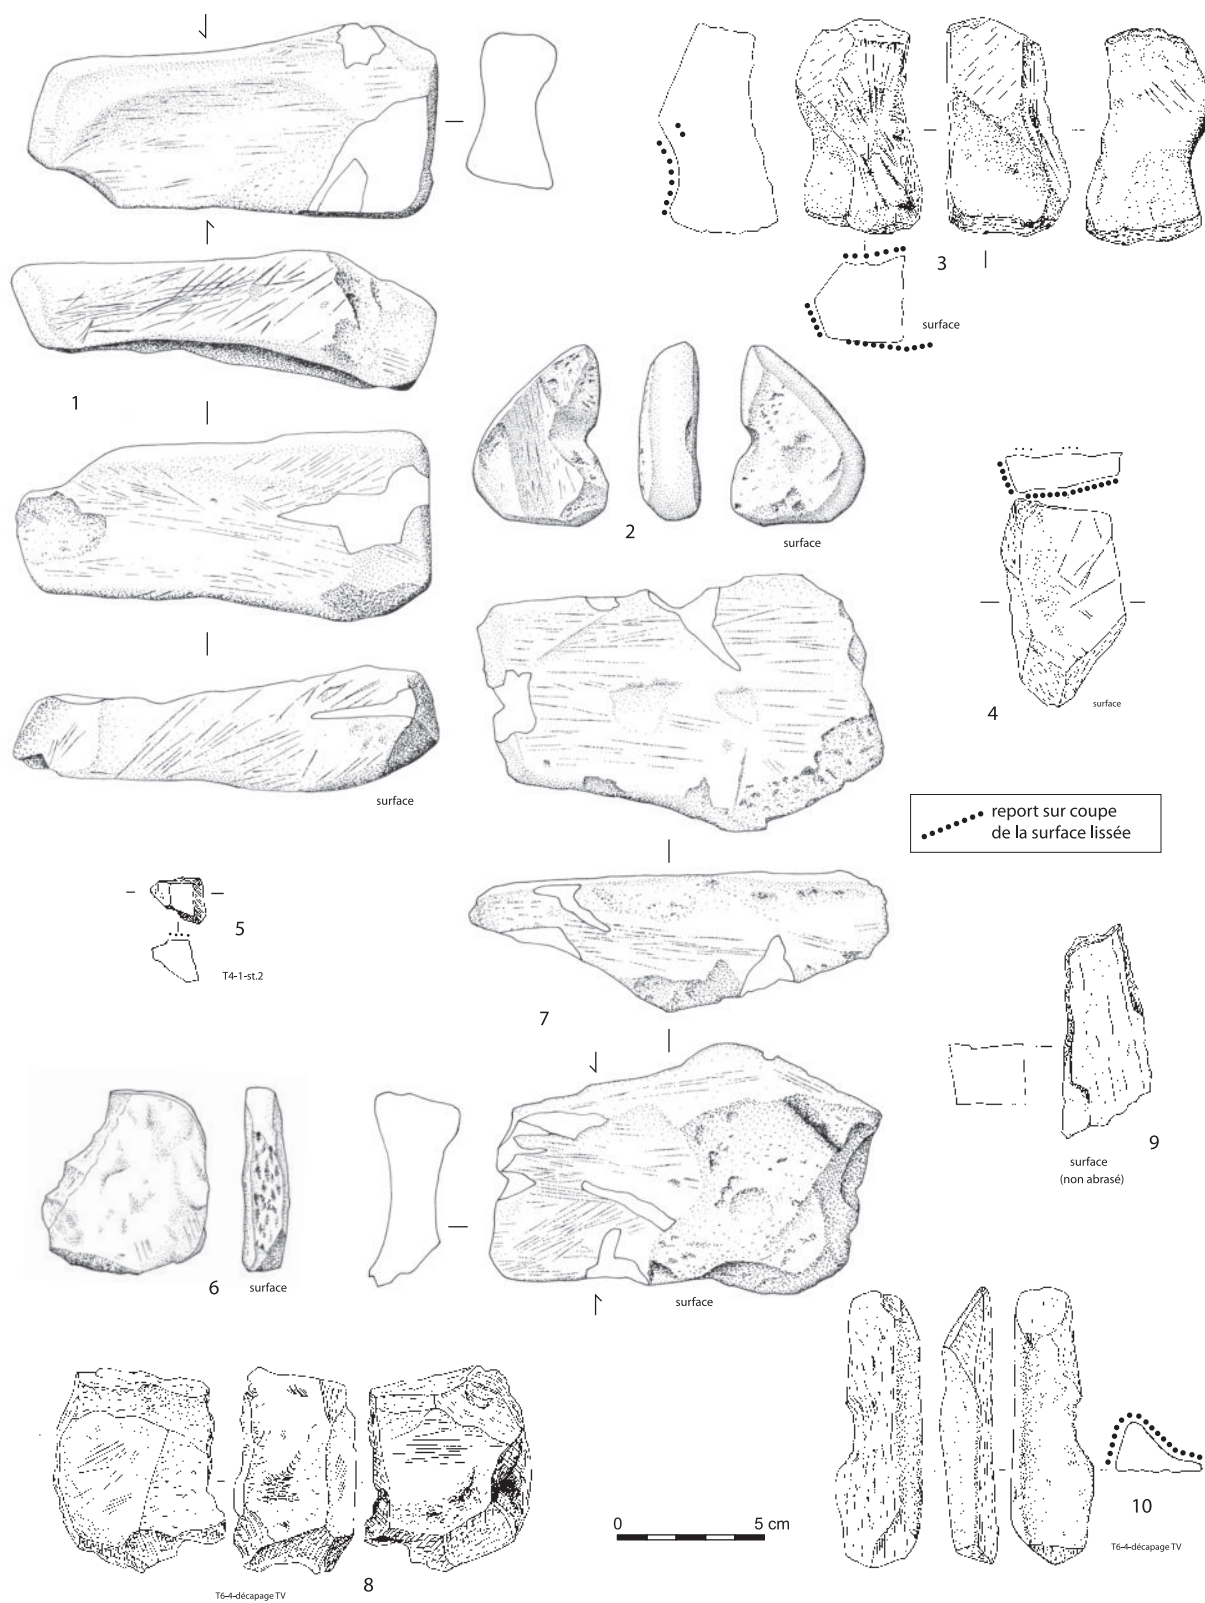 3
surface
1
2
surface
4
surface
surface
report sur coupe
de la surface lissée
5
T4-1-st.2
7
9
surface
(non abrasé)
6
surface
surface
10
T6-4-décapage TV
0
5 cm
8
T6-4-décapage TV